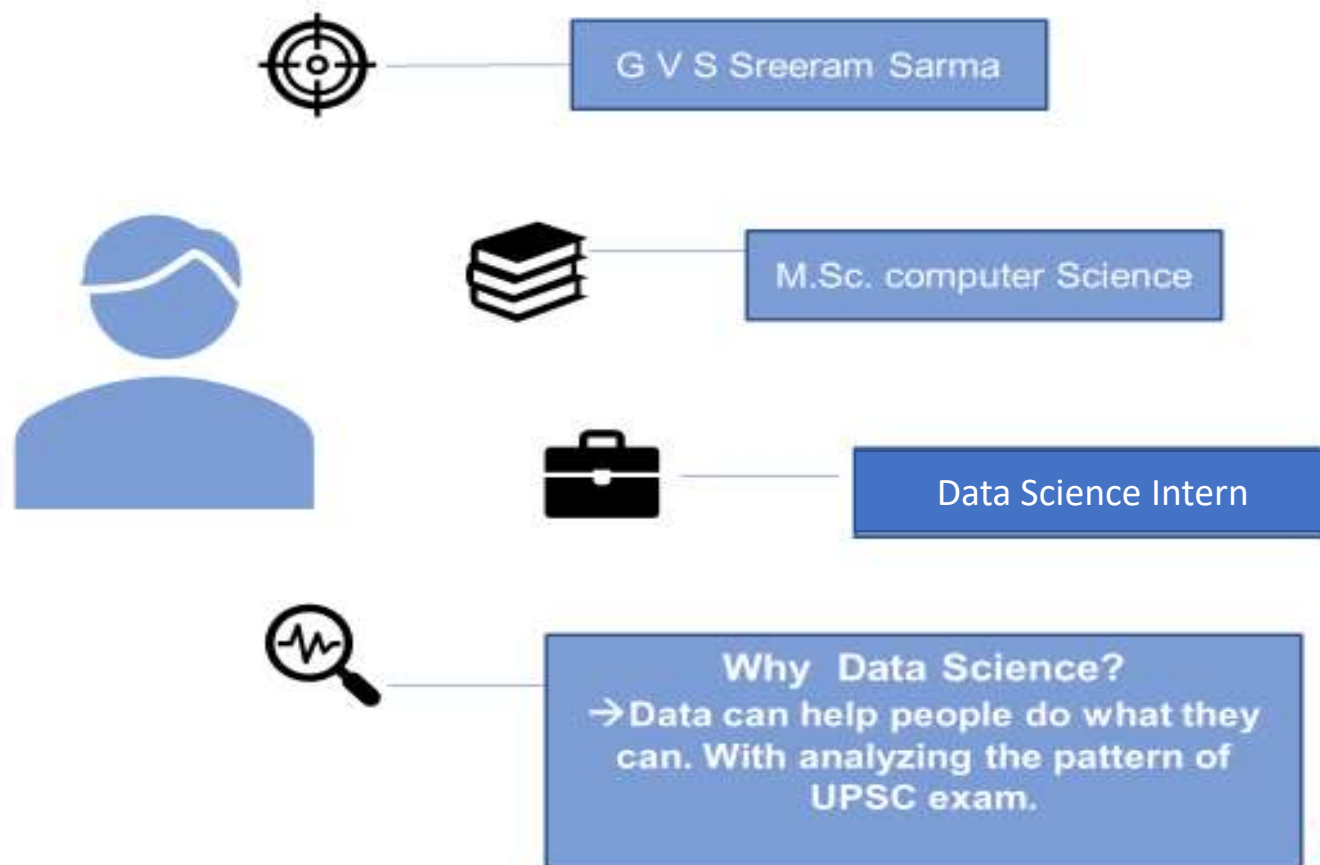 G V S Sreeram Sarma
M.Sc. computer Science
Data Science Intern
Why Data Science?
→Data can help people do what they
can. With analyzing the pattern of
UPSC exam.